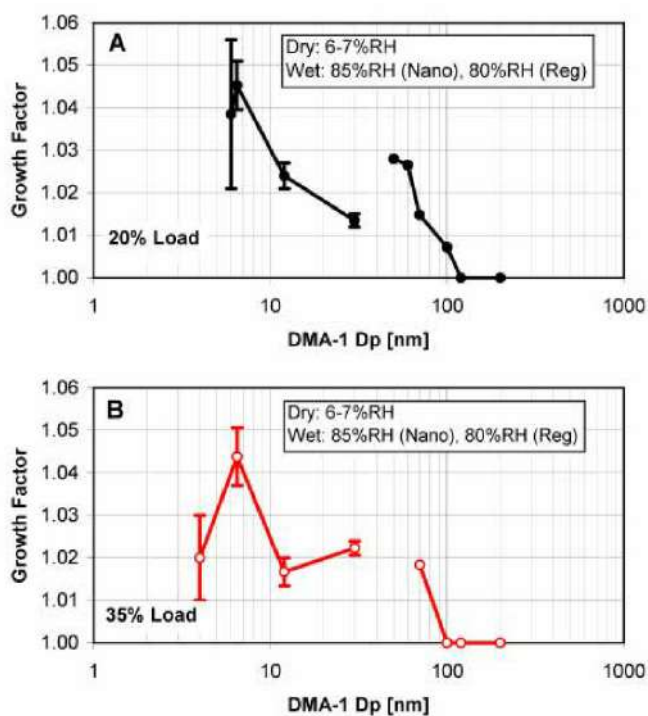 1.06
A
Dry: 6-7%RH
1.05
Wet: 85%RH (Nano), 80%RH (Reg)
1.04
Growth Factor
1.03
1.02
1.01
20% Load
1.00
1
10
100
1000
DMA-1 Dp [nm]
1.06
B
Dry: 6-7%RH
1.05
Wet: 85%RH (Nano), 80%RH (Reg)
1.04
Growth Factor
1.03
1.02
1.01
35% Load
1.00
1
10
100
1000
DMA-1 Dp [nm]